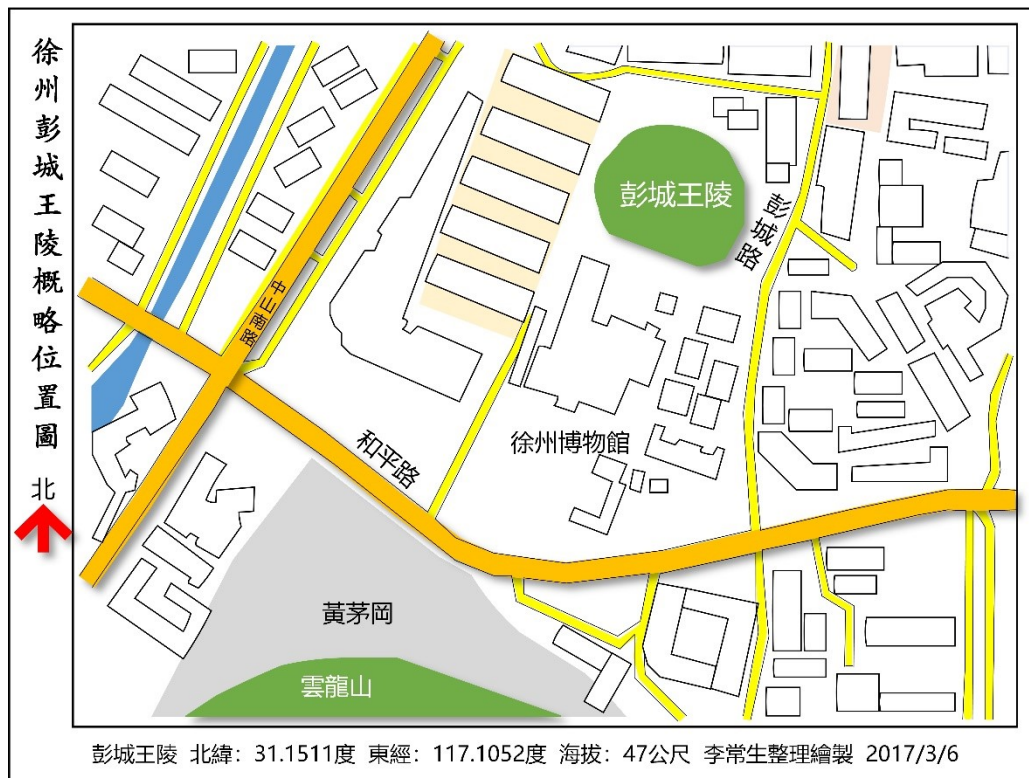 徐州彭城王陵概略位置圖
北
彭城王陵
彭城路
中山南路
和平路
徐州博物館
黃茅岡
雲龍山
彭城王陵 北緯：31.1511度 東經：117.1052度 海拔：47公尺 李常生整理繪製 2017/3/6